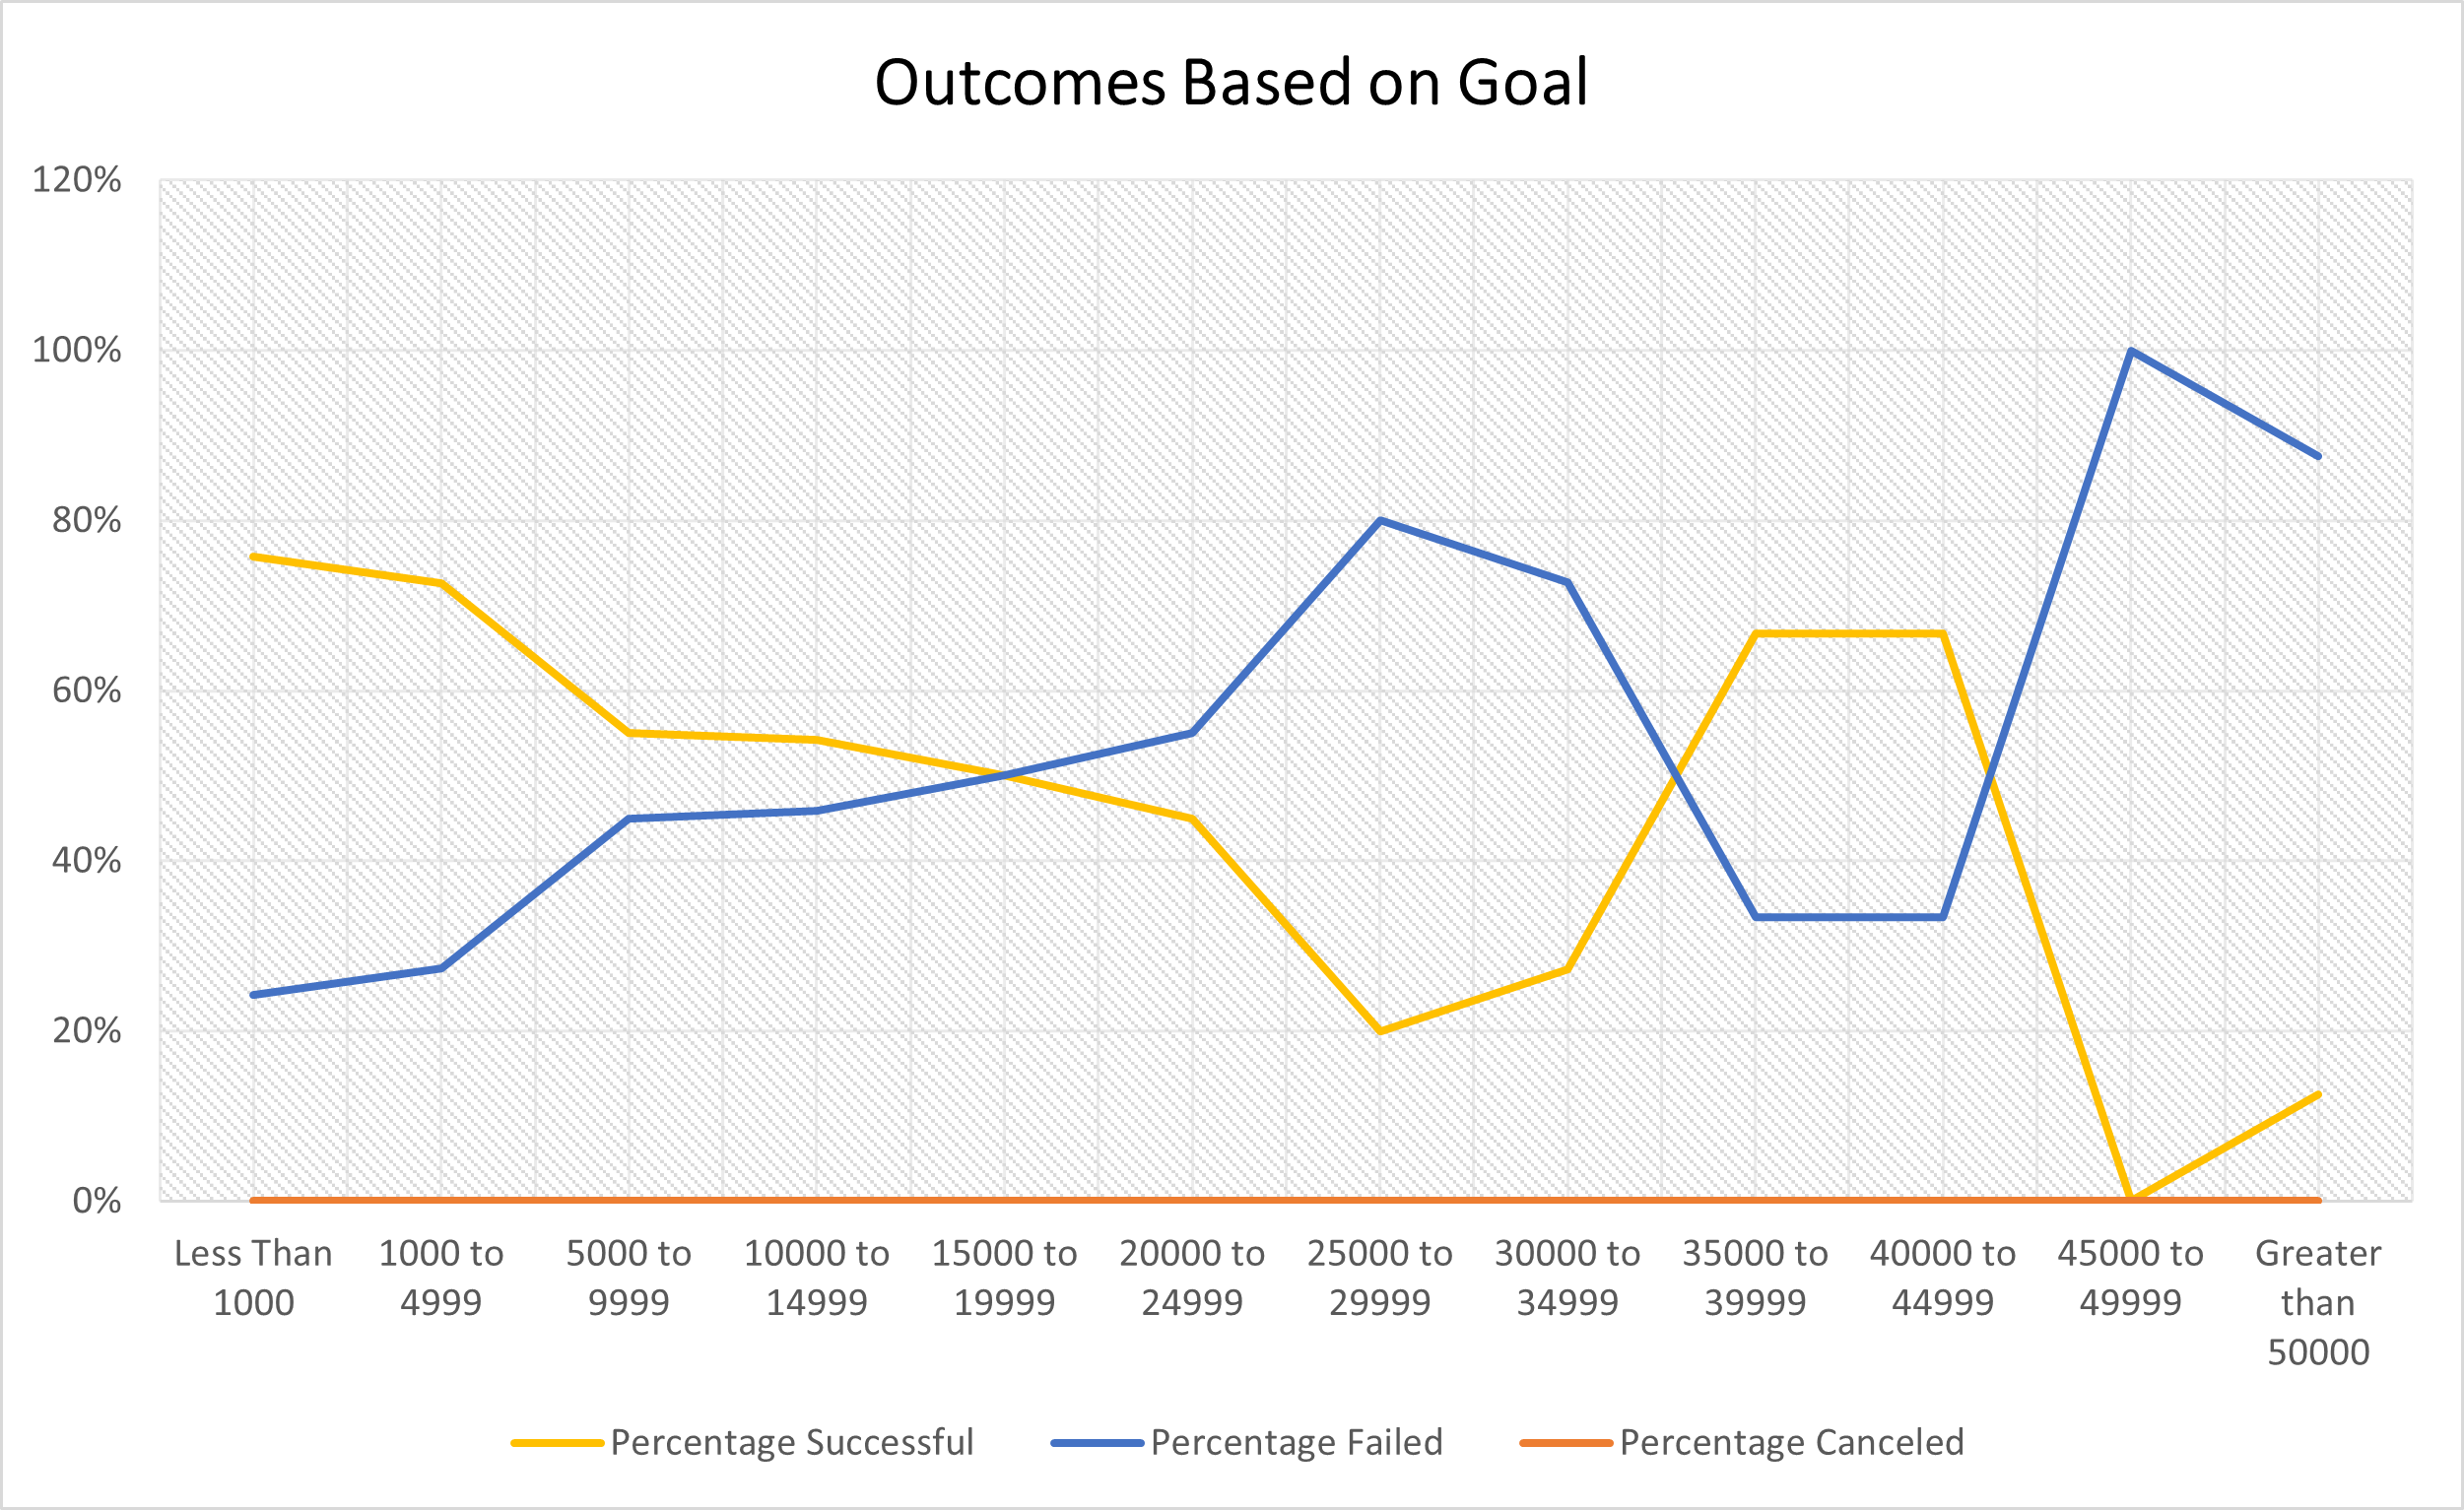 Outcomes Based on Goal
120%
100%
80%
60%
40%
20%
0%
Less Than 1000 to 5000 to 10000 to 15000 to 20000 to 25000 to 30000 to 35000 to 40000 to 45000 to Greater
1000 4999 9999 14999 19999 24999 29999 34999 39999 44999 49999 than
50000
Percentage Successful Percentage Failed Percentage Canceled